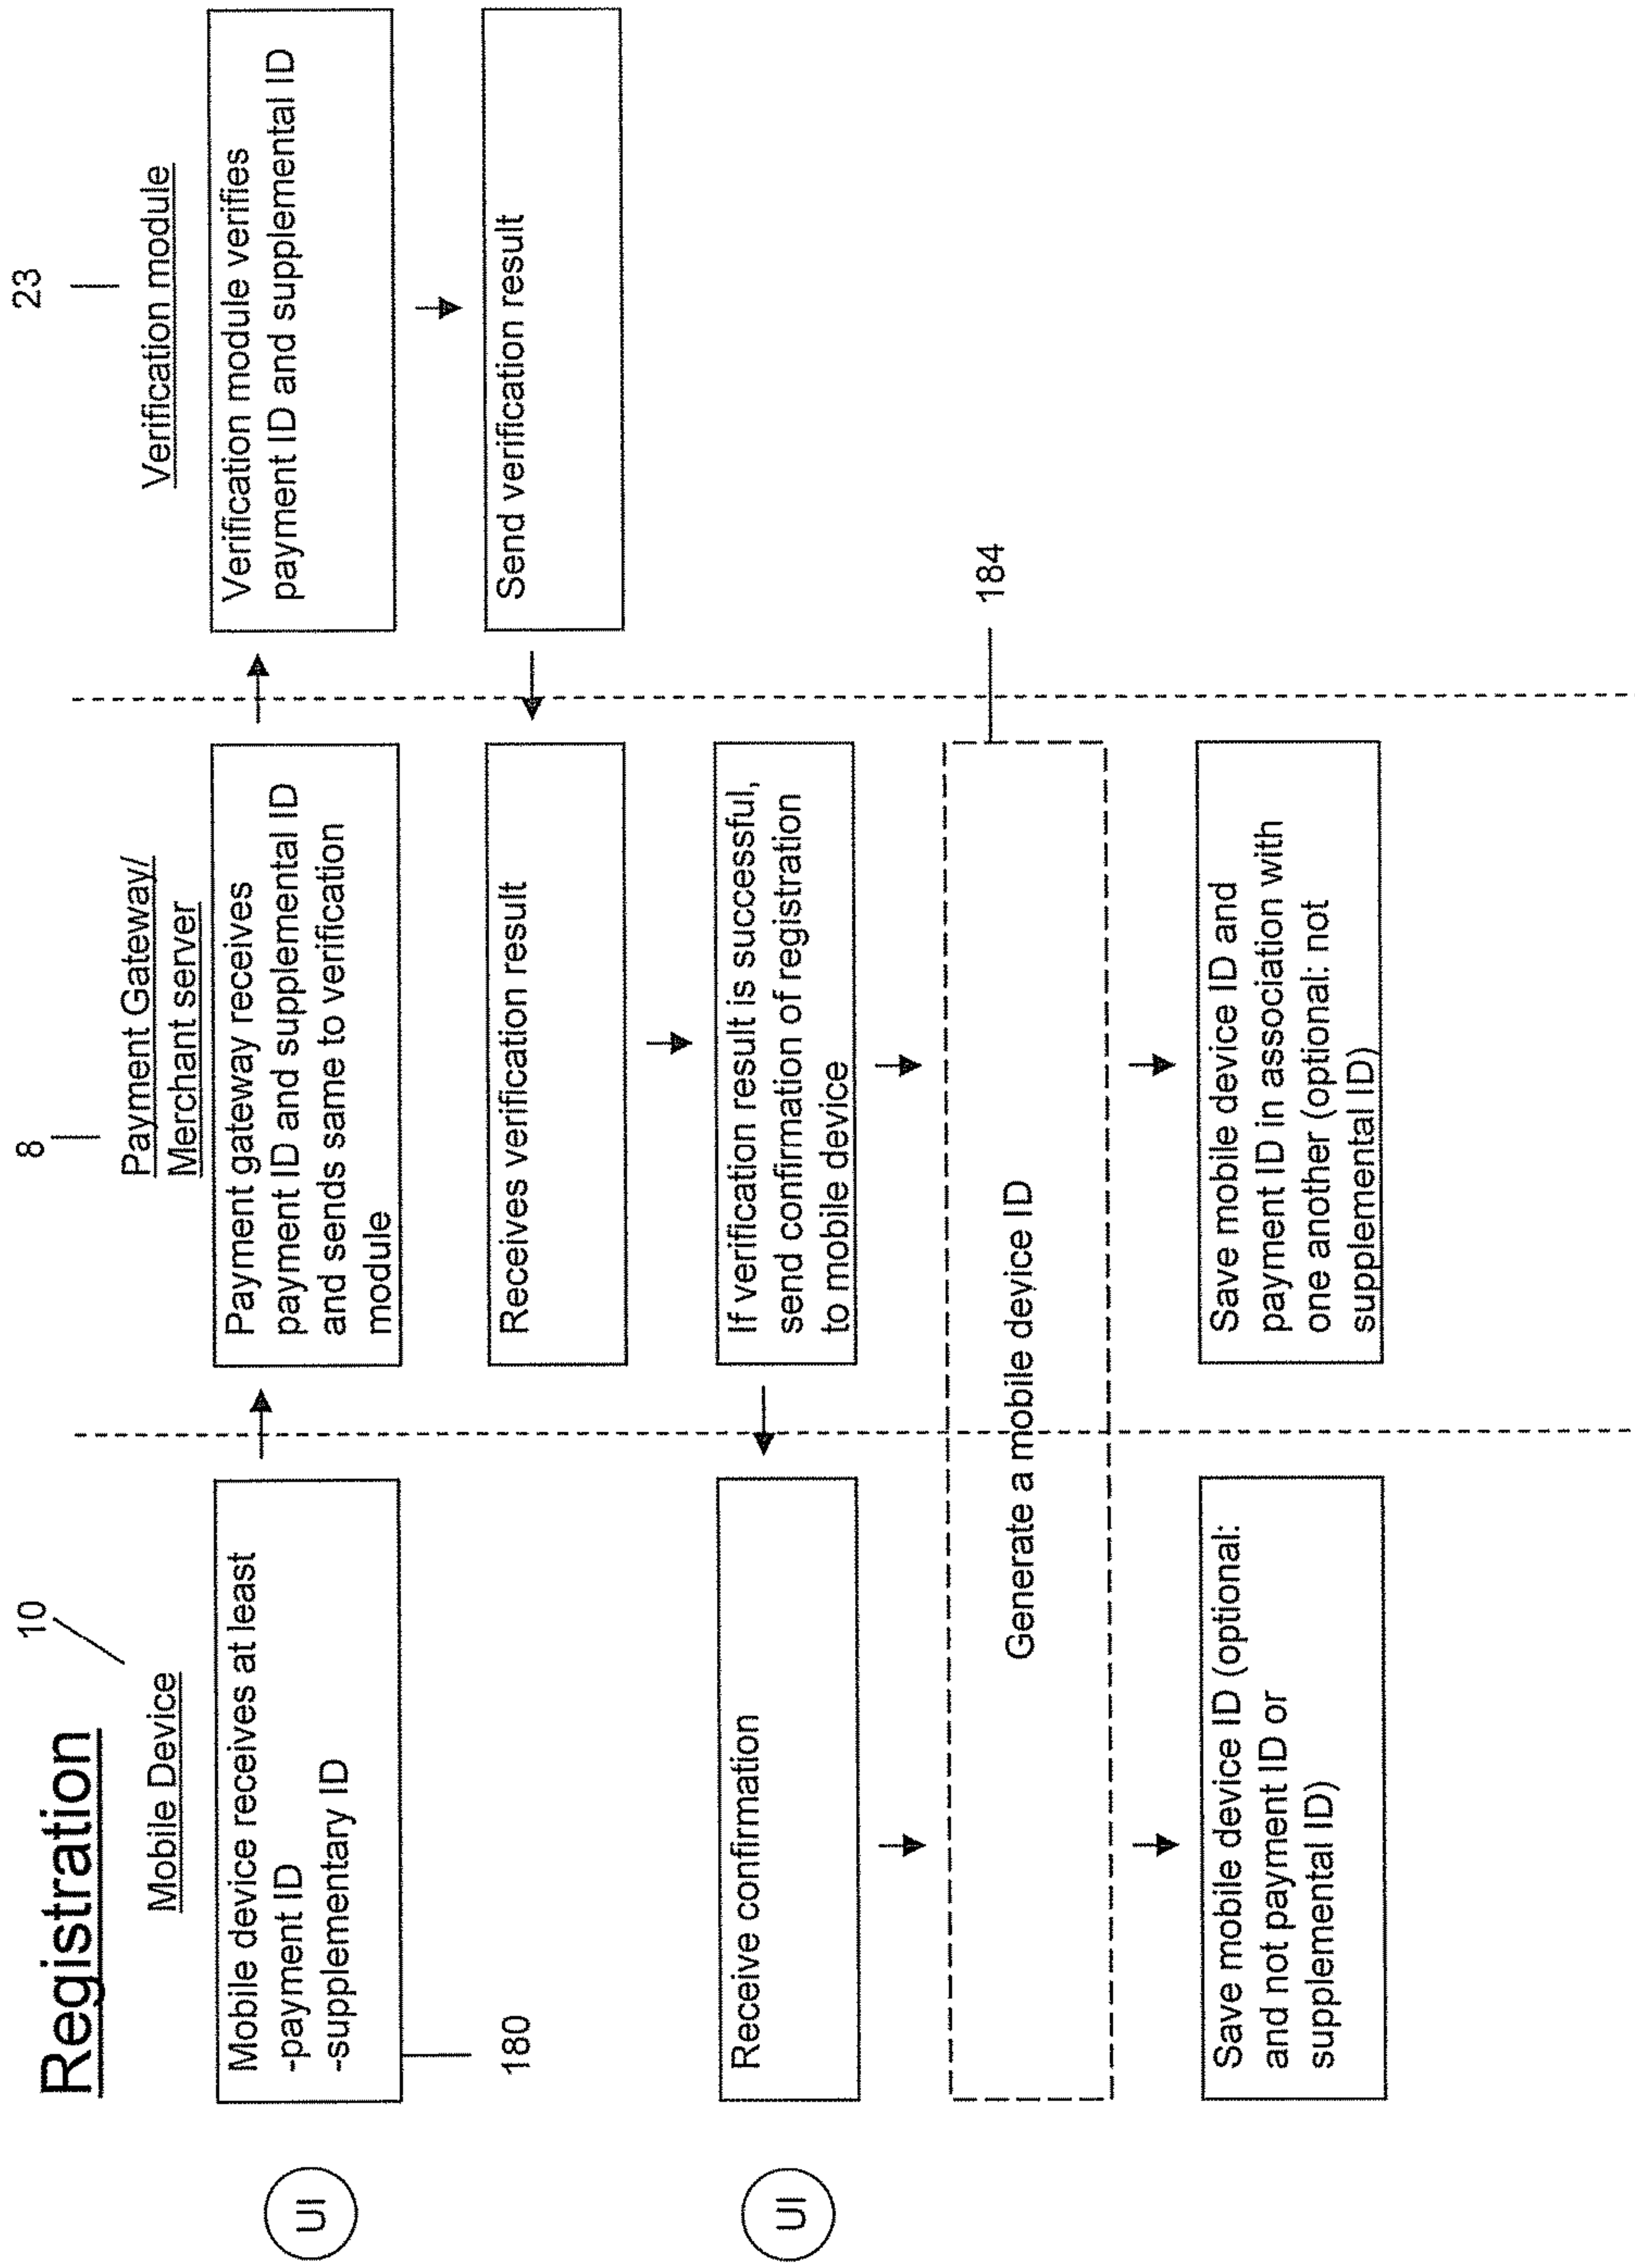 Registration
10
8
23
Mobile Device
Payment Gateway/
Merchant server
Verification module
UI
Mobile device receives at least
-payment ID
-supplementary ID
180
Payment gateway receives
payment ID and supplemental ID
and sends same to verification
module
Verification module verifies
payment ID and supplemental ID
Receives verification result
Send verification result
UI
Receive confirmation
If verification result is successful,
send confirmation of registration
to mobile device
Generate a mobile device ID
184
Save mobile device ID (optional:
and not payment ID or
supplemental ID)
Save mobile device ID and
payment ID in association with
one another (optional: not
supplemental ID)